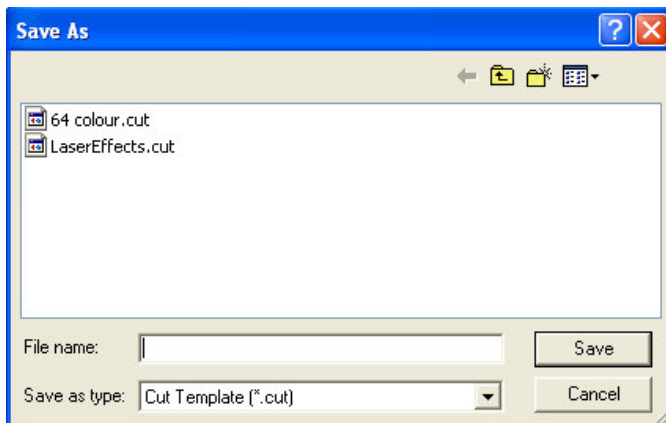 Save As
64 colour.cut
LaserEffects.cut
File name:
Save
Save as type: Cut Template (*.cut)
Cancel